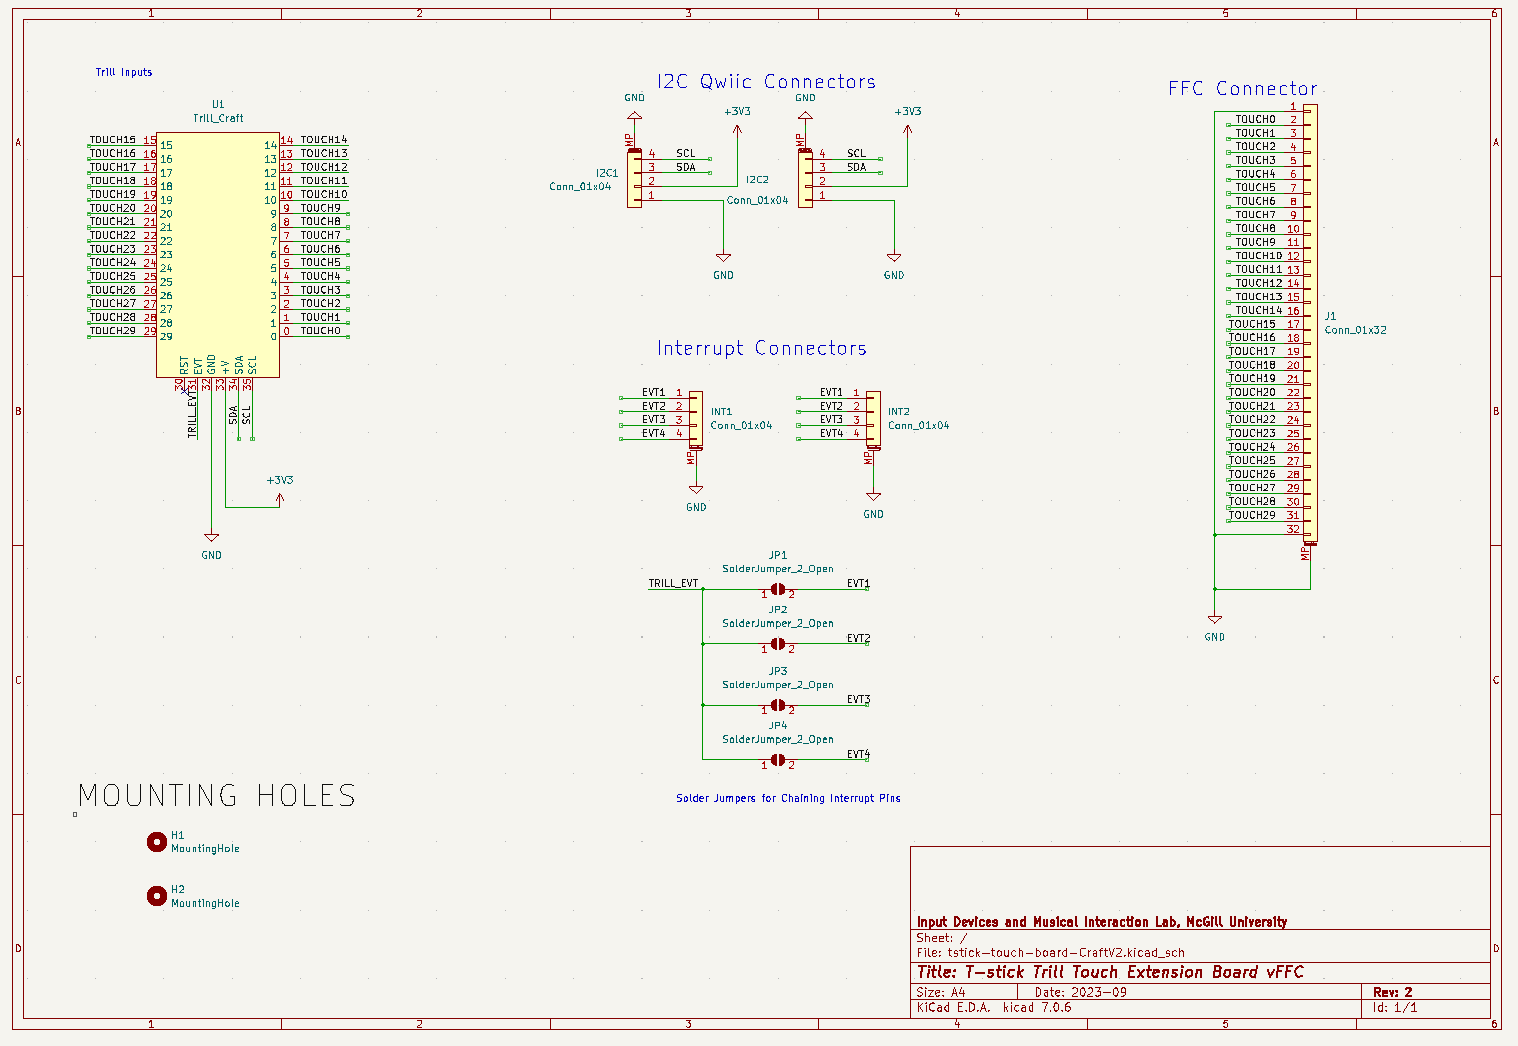 1 2 3 4 5 6
Trill Inputs
U1
Trill_Craft
TOUCH15 15 15 14 14 TOUCH14
TOUCH16 16 16 13 13 TOUCH13
TOUCH17 17 17 12 12 TOUCH12
TOUCH18 18 18 11 11 TOUCH11
TOUCH19 19 19 10 10 TOUCH10
TOUCH20 20 20 9 9 TOUCH9
TOUCH21 21 21 8 8 TOUCH8
TOUCH22 22 22 7 7 TOUCH7
TOUCH23 23 23 6 6 TOUCH6
TOUCH24 24 24 5 5 TOUCH5
TOUCH25 25 25 4 4 TOUCH4
TOUCH26 26 26 3 3 TOUCH3
TOUCH27 27 27 2 2 TOUCH2
TOUCH28 28 28 1 1 TOUCH1
TOUCH29 29 29 0 0 TOUCH0
RST EVT GND +V SDA SCL
30 31 32 33 34 35
TRILL_EVT SDA SCL
+3V3
GND
I2C Qwiic Connectors
GND
+3V3
MP
4 SCL
3 SDA
2
1
I2C1
Conn_01x04
GND
GND
+3V3
MP
4 SCL
3 SDA
2
1
I2C2
Conn_01x04
GND
Interrupt Connectors
EVT1 1
EVT2 2
EVT3 3
EVT4 4
INT1
Conn_01x04
MP
GND
EVT1 1
EVT2 2
EVT3 3
EVT4 4
INT2
Conn_01x04
MP
GND
JP1
SolderJumper_2_Open
TRILL_EVT 1 2 EVT1
JP2
SolderJumper_2_Open
1 2 EVT2
JP3
SolderJumper_2_Open
1 2 EVT3
JP4
SolderJumper_2_Open
1 2 EVT4
Solder Jumpers for Chaining Interrupt Pins
FFC Connector
1
TOUCH0 2
TOUCH1 3
TOUCH2 4
TOUCH3 5
TOUCH4 6
TOUCH5 7
TOUCH6 8
TOUCH7 9
TOUCH8 10
TOUCH9 11
TOUCH10 12
TOUCH11 13
TOUCH12 14
TOUCH13 15
TOUCH14 16
TOUCH15 17
TOUCH16 18
TOUCH17 19
TOUCH18 20
TOUCH19 21
TOUCH20 22
TOUCH21 23
TOUCH22 24
TOUCH23 25
TOUCH24 26
TOUCH25 27
TOUCH26 28
TOUCH27 29
TOUCH28 30
TOUCH29 31
32
J1
Conn_01x32
MP
GND
A A
B B
C C
D D
MOUNTING HOLES
H1
MountingHole
H2
MountingHole
Input Devices and Musical Interaction Lab, McGill University
Sheet: /
File: tstick-touch-board-CraftV2.kicad_sch
Title: T-stick Trill Touch Extension Board vFFC
Size: A4 Date: 2023-09 Rev: 2
KiCad E.D.A. kicad 7.0.6 Id: 1/1
1 2 3 4 5 6